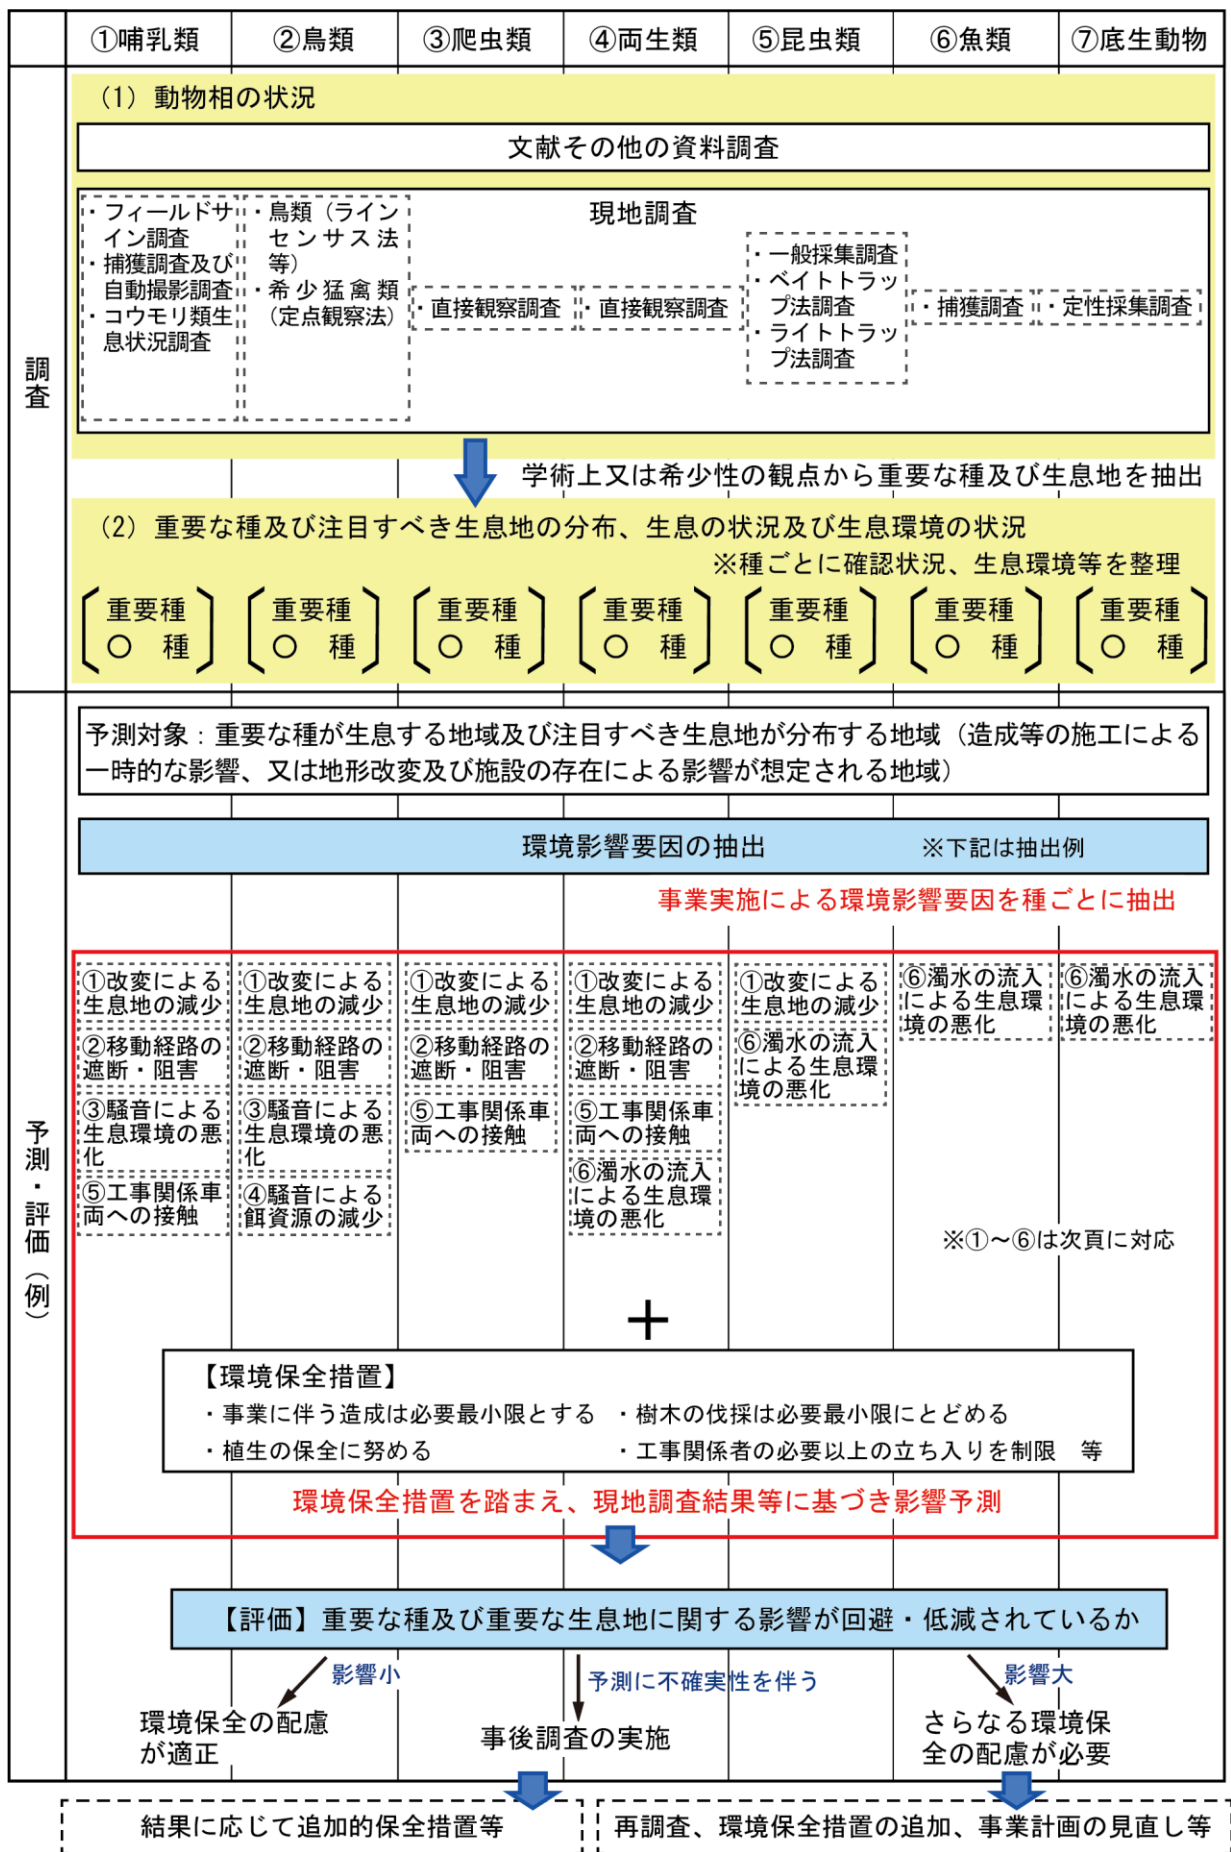 ①哺乳類
②鳥類
③爬虫類
④両生類
⑤昆虫類
⑥魚類
⑦底生動物
調査
（1）動物相の状況
文献その他の資料調査
現地調査
・フィールドサ
イン調査
・捕獲調査及び
自動撮影調査
・コウモリ類生
息状況調査
・鳥類（ライン
センサス法
等）
・希少猛禽類
（定点観察法）
・直接観察調査
・直接観察調査
・一般採集調査
・ベイトトラッ
プ法調査
・ライトトラッ
プ法調査
・捕獲調査
・定性採集調査
学術上又は希少性の観点から重要な種及び生息地を抽出
（2）重要な種及び注目すべき生息地の分布、生息の状況及び生息環境の状況
※種ごとに確認状況、生息環境等を整理
重要種
〇　種
重要種
〇　種
重要種
〇　種
重要種
〇　種
重要種
〇　種
重要種
〇　種
重要種
〇　種
予測・評価（例）
予測対象：重要な種が生息する地域及び注目すべき生息地が分布する地域（造成等の施工による
一時的な影響、又は地形改変及び施設の存在による影響が想定される地域）
環境影響要因の抽出　※下記は抽出例
事業実施による環境影響要因を種ごとに抽出
①改変による
生息地の減少
②移動経路の
遮断・阻害
③騒音による
生息環境の悪
化
⑤工事関係車
両への接触
①改変による
生息地の減少
②移動経路の
遮断・阻害
③騒音による
生息環境の悪
化
④騒音による
餌資源の減少
①改変による
生息地の減少
②移動経路の
遮断・阻害
⑤工事関係車
両への接触
①改変による
生息地の減少
②移動経路の
遮断・阻害
⑤工事関係車
両への接触
⑥濁水の流入
による生息環
境の悪化
①改変による
生息地の減少
⑥濁水の流入
による生息環
境の悪化
⑥濁水の流入
による生息環
境の悪化
⑥濁水の流入
による生息環
境の悪化
※①～⑥は次頁に対応
＋
【環境保全措置】
・事業に伴う造成は必要最小限とする　・樹木の伐採は必要最小限にとどめる
・植生の保全に努める　・工事関係者の必要以上の立ち入りを制限　等
環境保全措置を踏まえ、現地調査結果等に基づき影響予測
【評価】重要な種及び重要な生息地に関する影響が回避・低減されているか
影響小
予測に不確実性を伴う
影響大
環境保全の配慮
が適正
事後調査の実施
さらなる環境保
全の配慮が必要
結果に応じて追加的保全措置等
再調査、環境保全措置の追加、事業計画の見直し等